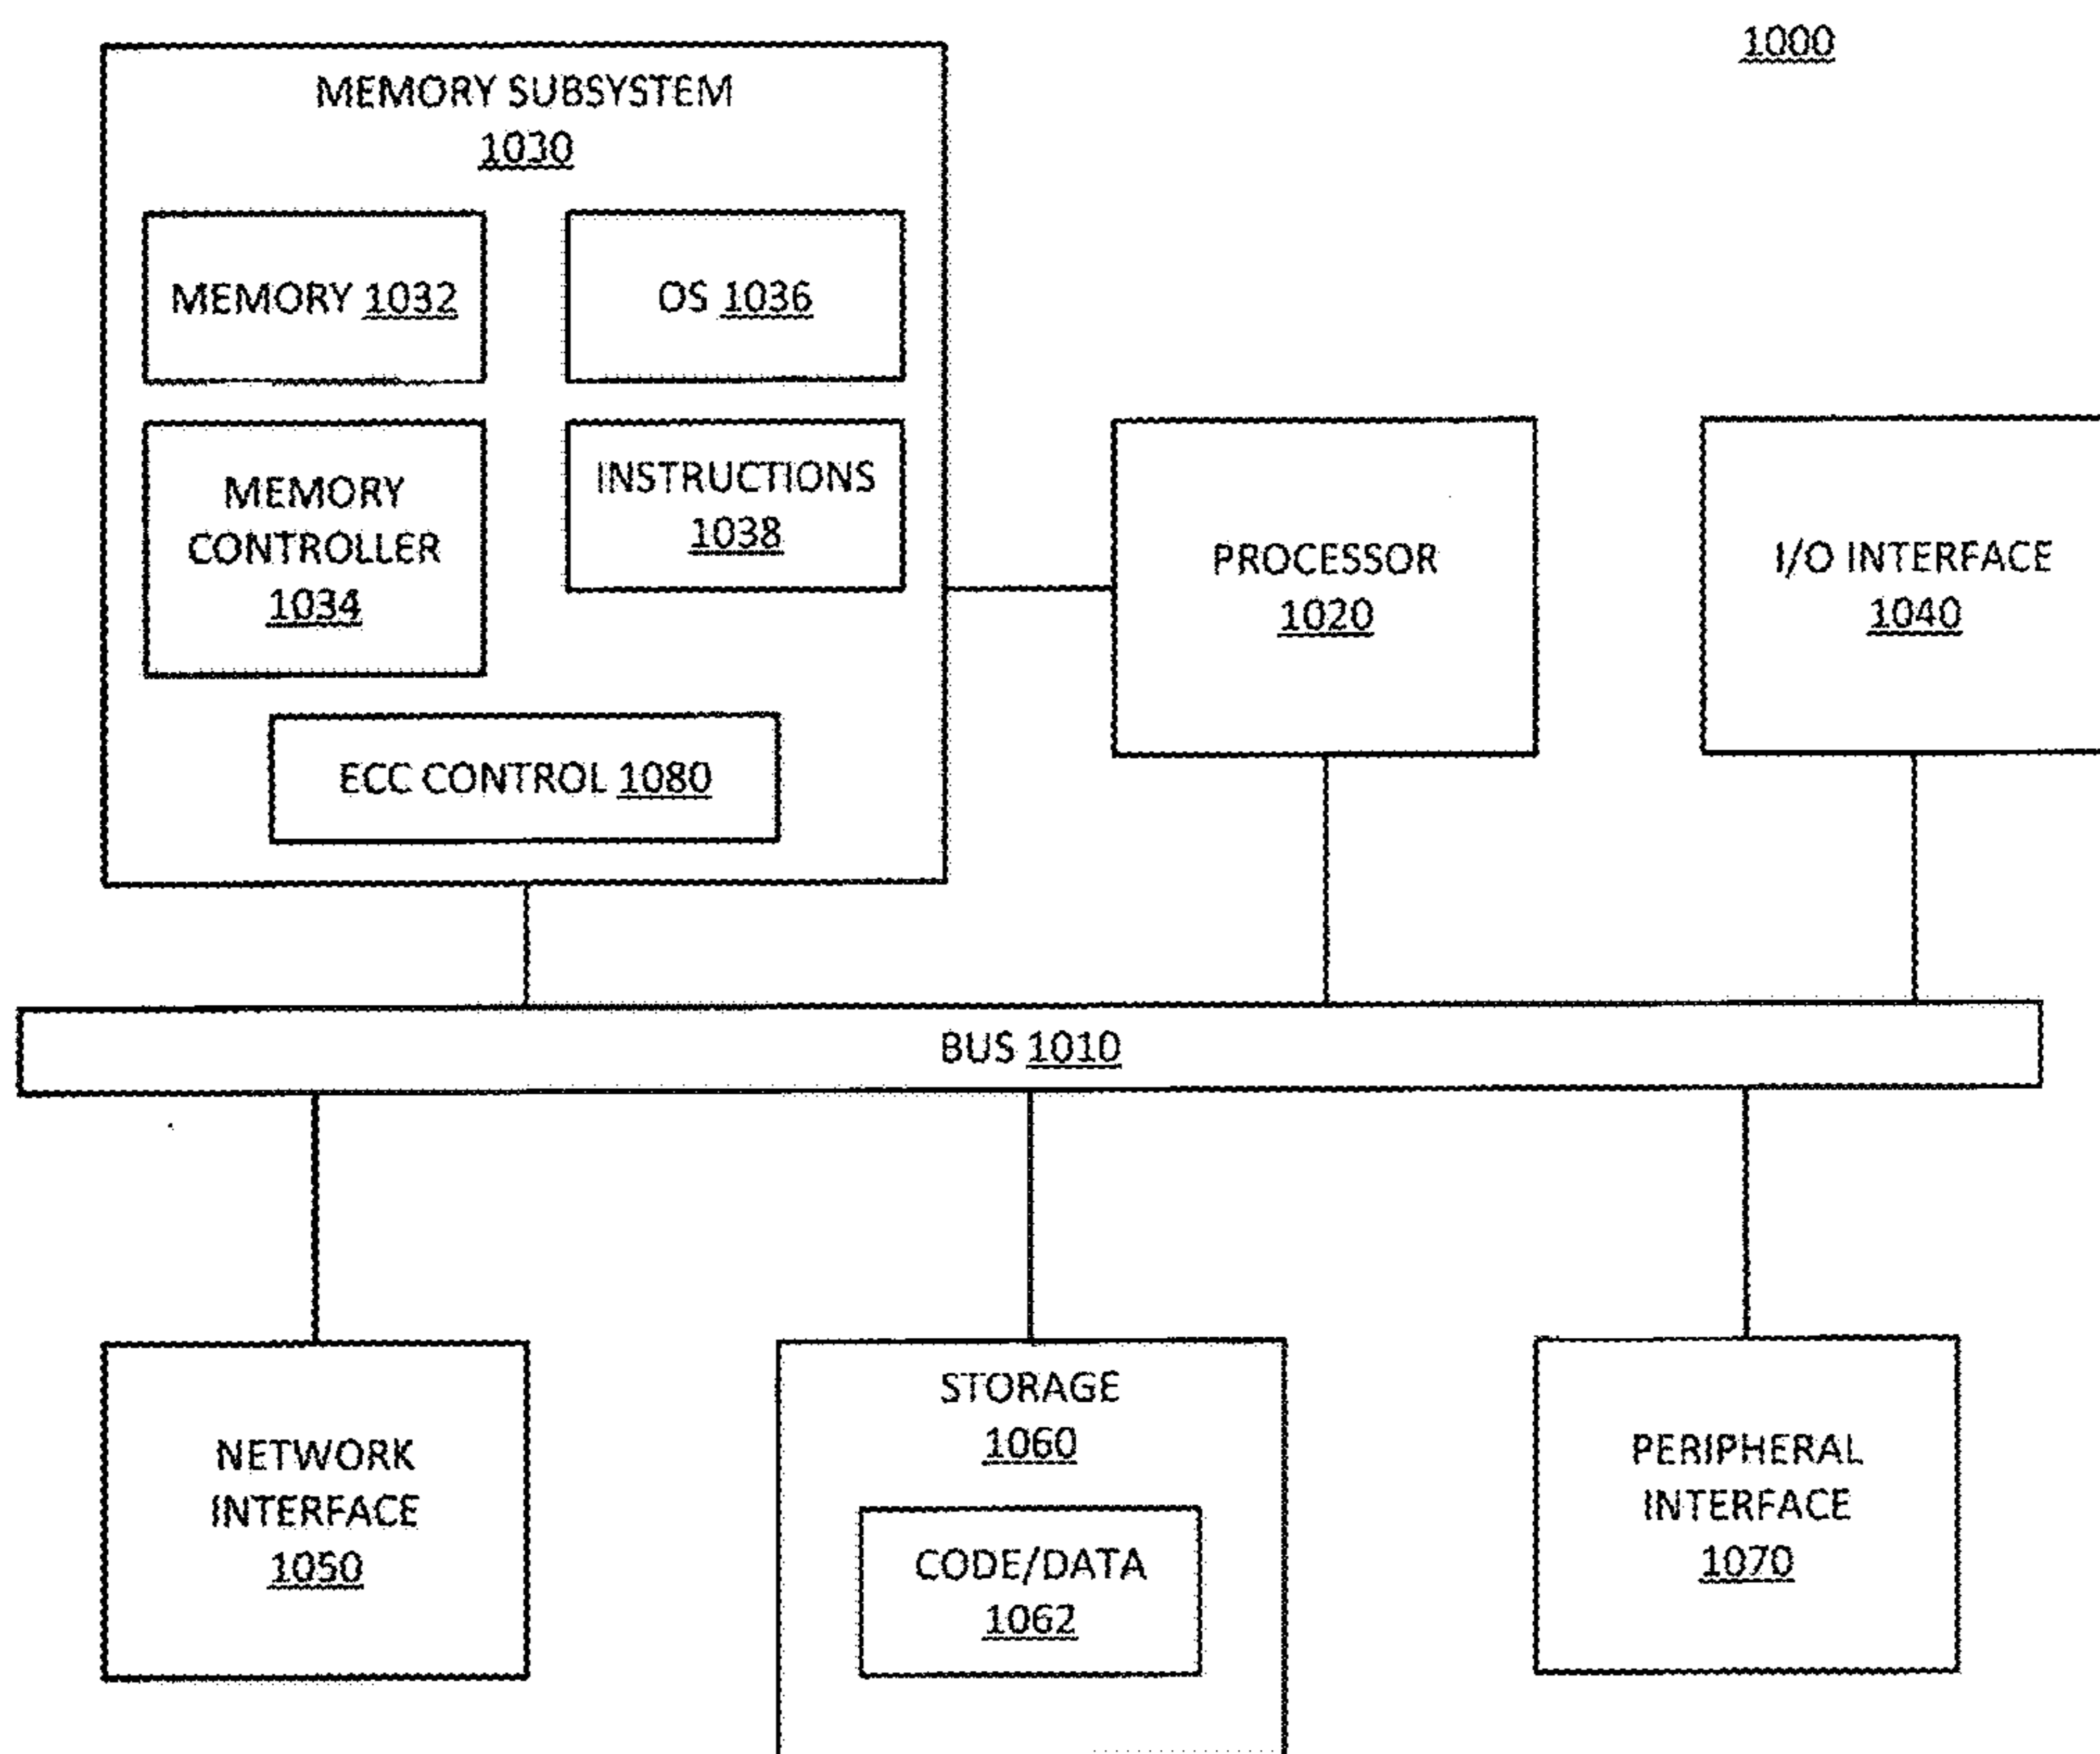 1000
MEMORY SUBSYSTEM
1030
MEMORY 1032
OS 1036
MEMORY
CONTROLLER
1034
INSTRUCTIONS
1038
ECC CONTROL 1080
PROCESSOR
1020
I/O INTERFACE
1040
BUS 1010
NETWORK
INTERFACE
1050
STORAGE
1060
CODE/DATA
1062
PERIPHERAL
INTERFACE
1070